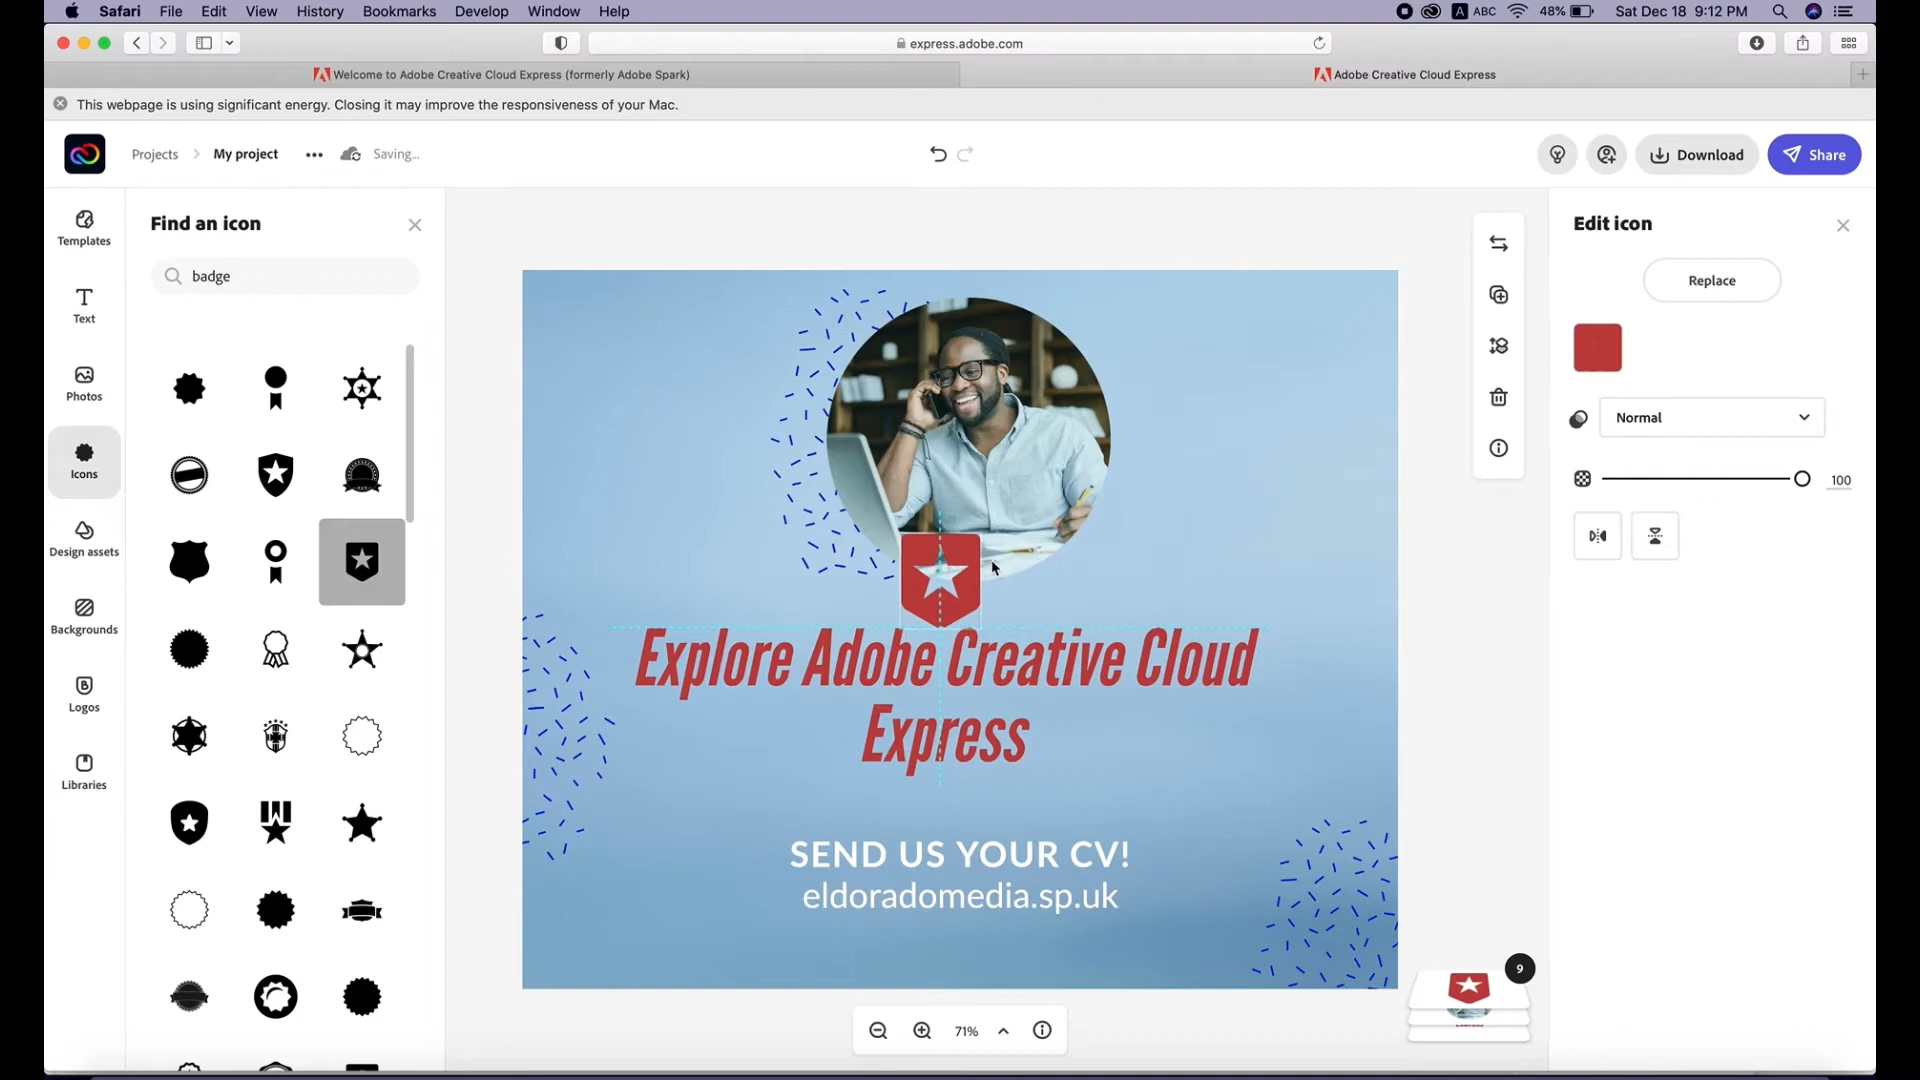 Safari File Edit View History Bookmarks Develop Window Help
A ABC 48% Sat Dec 18 9:12 PM
express.adobe.com
Welcome to Adobe Creative Cloud Express (formerly Adobe Spark)
Adobe Creative Cloud Express
This webpage is using significant energy. Closing it may improve the responsiveness of your Mac.
Projects My project Saving...
Download
Share
Templates
Text
Photos
Icons
Design assets
Backgrounds
Logos
Libraries
Find an icon
badge
Explore Adobe Creative Cloud
Express
SEND US YOUR CV!
eldoradomedia.sp.uk
71%
9
Edit icon
Replace
Normal
100